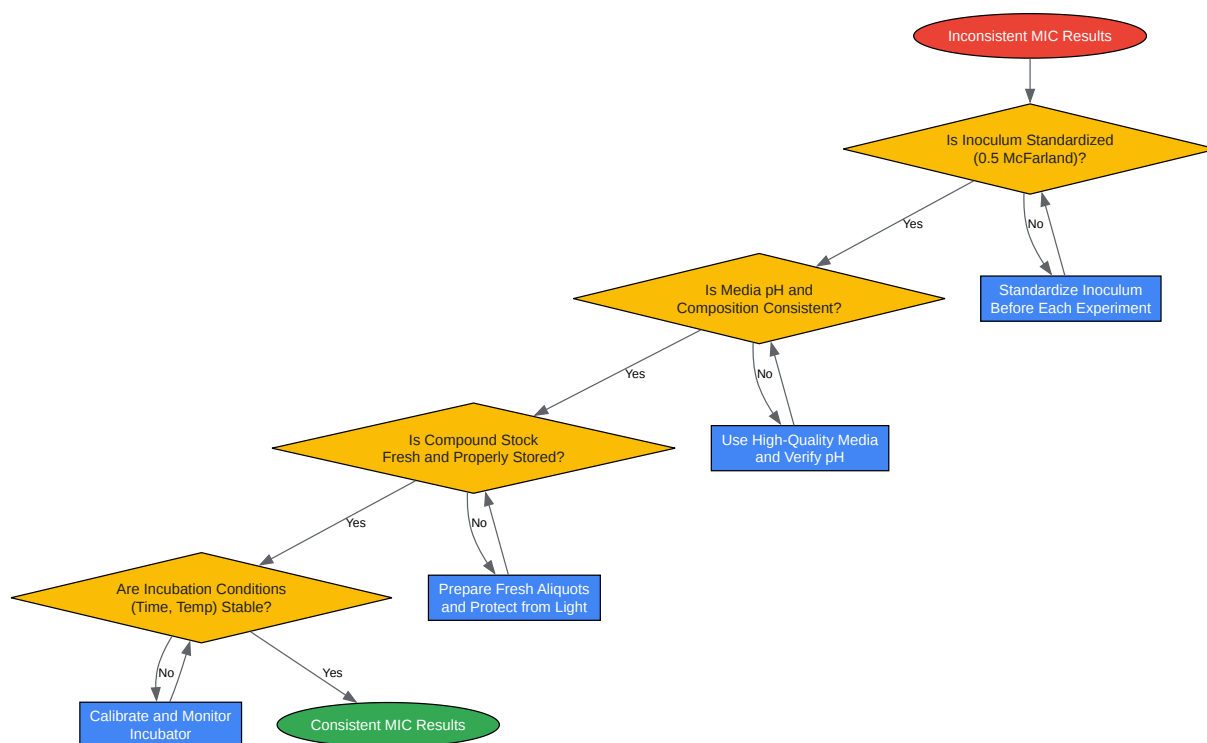 Inconsistent MIC Results
Is Inoculum Standardized
(0.5 McFarland)?
Yes
No
Standardize Inoculum
Before Each Experiment
Is Media pH and
Composition Consistent?
Yes
No
Use High-Quality Media
and Verify pH
Is Compound Stock
Fresh and Properly Stored?
Yes
No
Prepare Fresh Aliquots
and Protect from Light
Are Incubation Conditions
(Time, Temp) Stable?
No
Yes
Calibrate and Monitor
Incubator
Consistent MIC Results